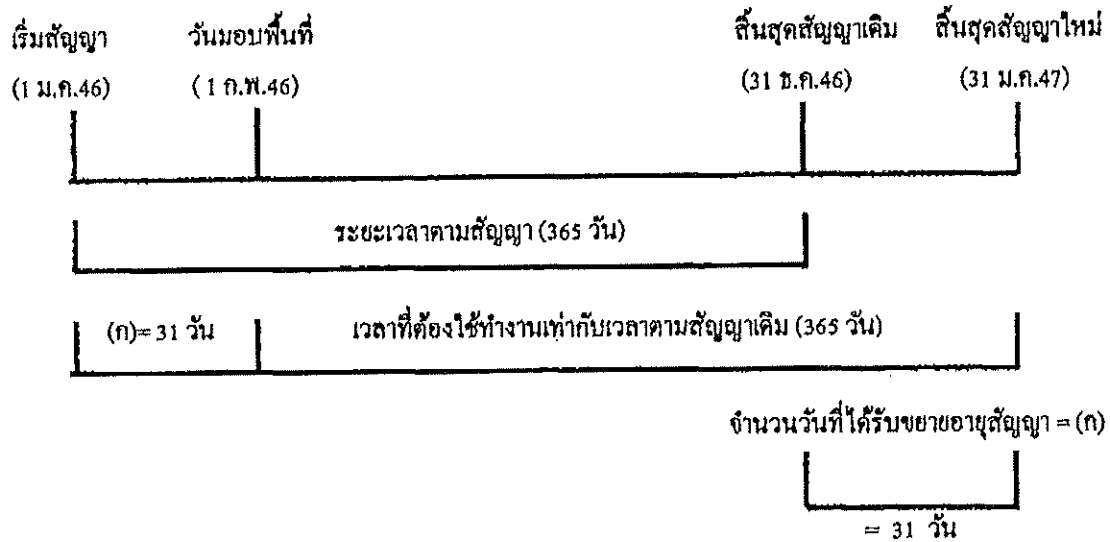 เริ่มสัญญา วันมอบพื้นที่ สิ้นสุดสัญญาเดิม สิ้นสุดสัญญาใหม่
(1 ม.ค.46) ( 1 ก.พ.46) (31 ธ.ค.46) (31 ม.ค.47)
ระยะเวลาตามสัญญา (365 วัน)
(ก)= 31 วัน เวลาที่ต้องใช้ทำงานเท่ากับเวลาตามสัญญาเดิม (365 วัน)
จำนวนวันที่ได้รับขยายอายุสัญญา = (ก)
= 31 วัน